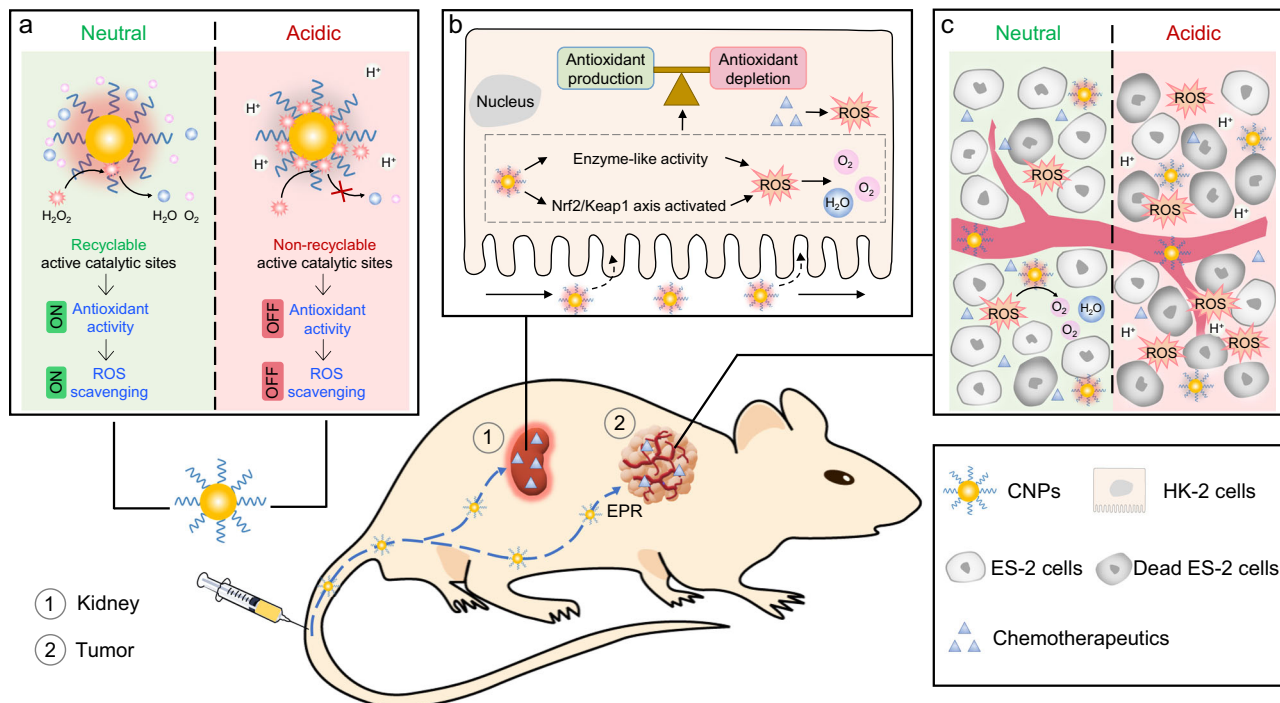 a
Neutral
Acidic
H⁺
H⁺
H⁺
H⁺
H₂O₂
H₂O O₂
Recyclable
active catalytic sites
ON
Antioxidant
activity
ON
ROS
scavenging
Non-recyclable
active catalytic sites
OFF
Antioxidant
activity
OFF
ROS
scavenging
b
Antioxidant
production
Antioxidant
depletion
Nucleus
ROS
Enzyme-like activity
Nrf2/Keap1 axis activated
ROS
O₂
O₂
H₂O
c
Neutral
Acidic
ROS
ROS
O₂
O₂
H₂O
ROS
H⁺
H⁺
ROS
H⁺
ROS
H⁺
H⁺
ROS
ROS
1
2
EPR
1 Kidney
2 Tumor
CNPs
HK-2 cells
ES-2 cells
Dead ES-2 cells
Chemotherapeutics